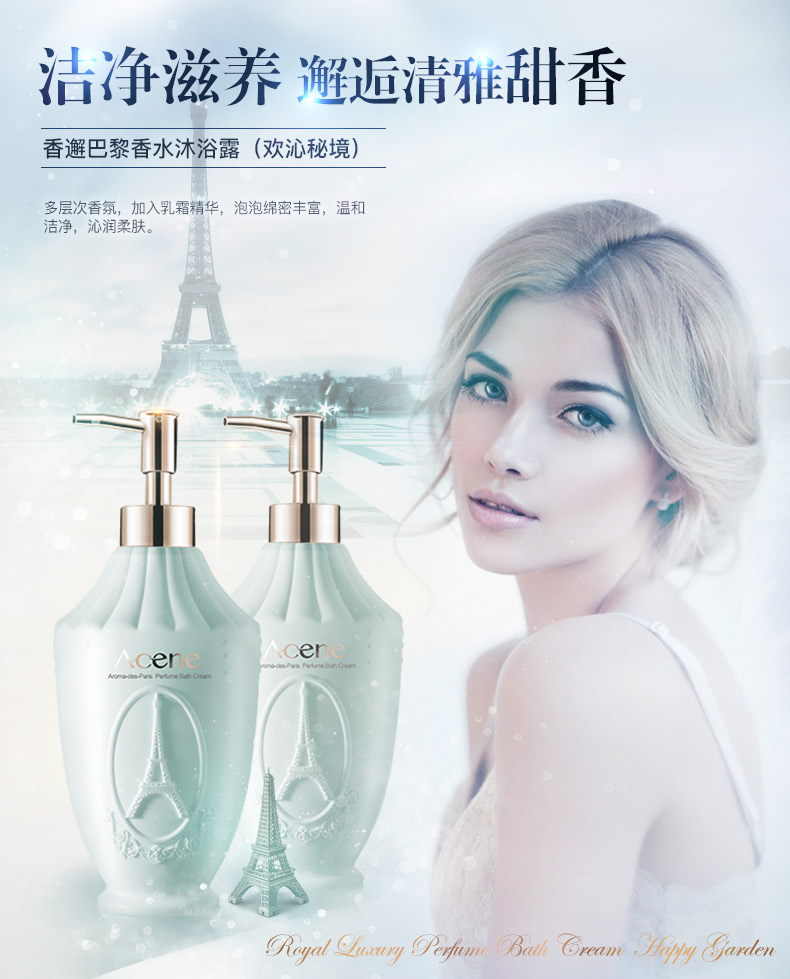 洁净滋养 邂逅清雅甜香
香邂巴黎香水沐浴露（欢沁秘境）
多层次香氛，加入乳霜精华，泡泡绵密丰富，温和
洁净，沁润柔肤。
Acene
Aroma-des-Paris Perfume Bath Cream
Acene
roma-des-Paris Perfume Bath Cream
Royal Luxury Perfume Bath Cream Happy Garden